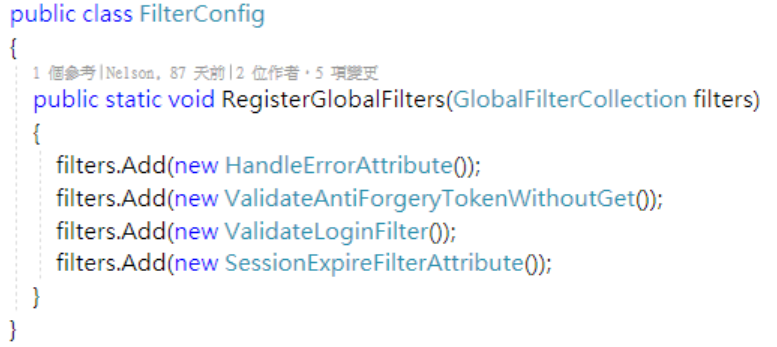 public class FilterConfig
{
1 個參考|Nelson, 87 天前|2 位作者, 5 項變更
public static void RegisterGlobalFilters(GlobalFilterCollection filters)
{
filters.Add(new HandleErrorAttribute());
filters.Add(new ValidateAntiForgeryTokenWithoutGet());
filters.Add(new ValidateLoginFilter());
filters.Add(new SessionExpireFilterAttribute());
}
}